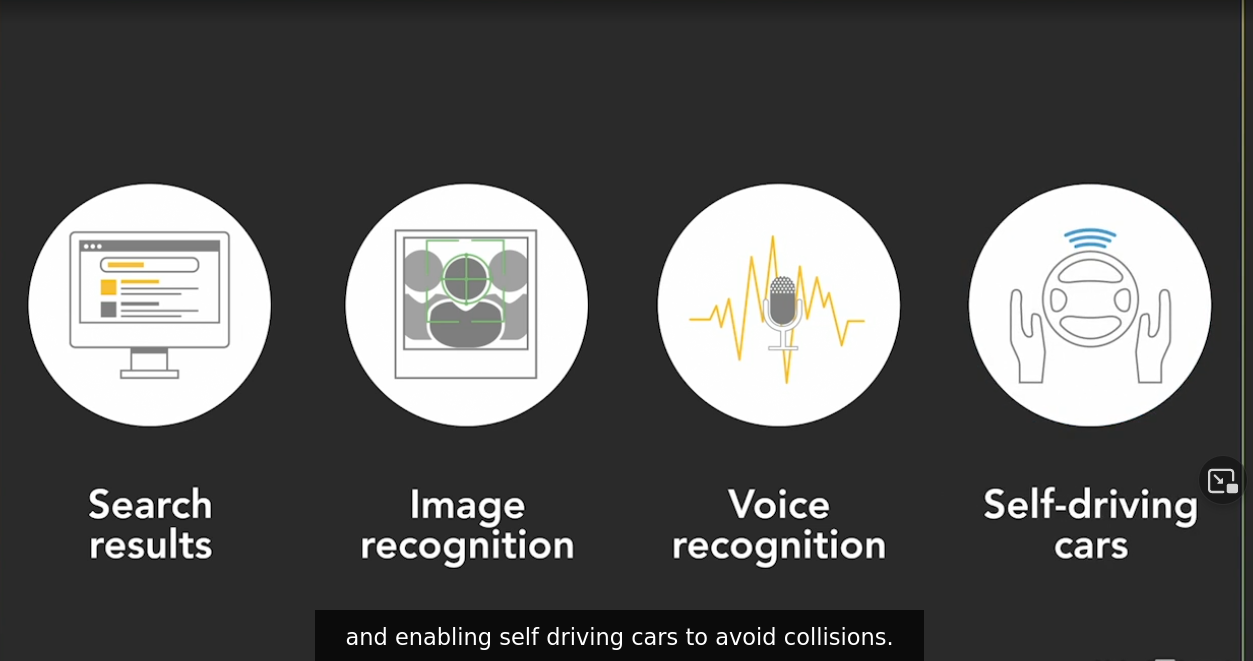 Search
results
Image
recognition
Voice
recognition
Self-driving
cars
and enabling self driving cars to avoid collisions.